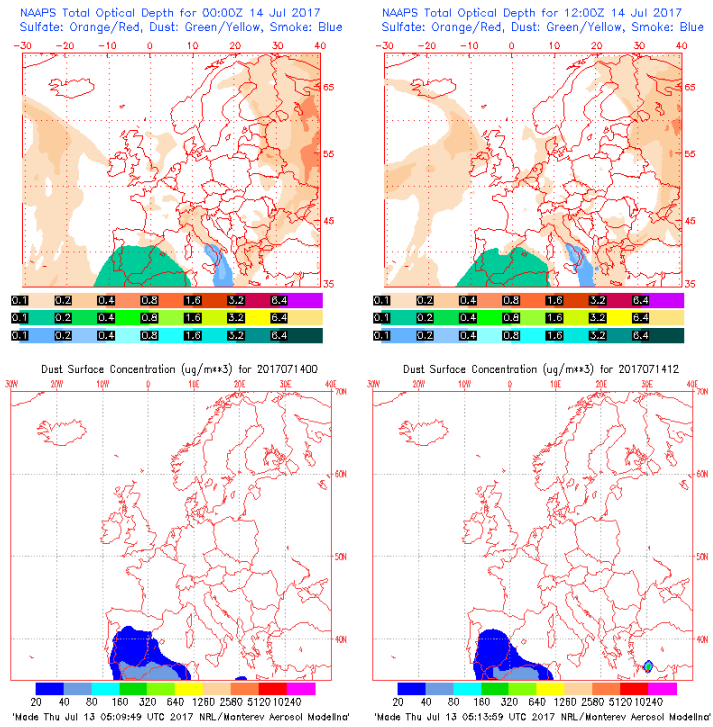 NAAPS Total Optical Depth for 00:00Z 14 Jul 2017
Sulfate: Orange/Red, Dust: Green/Yellow, Smoke: Blue
-30 -20 -10 0 10 20 30 40
65
55
45
35
0.1 0.2 0.4 0.8 1.6 3.2 6.4
0.1 0.2 0.4 0.8 1.6 3.2 6.4
0.1 0.2 0.4 0.8 1.6 3.2 6.4
NAAPS Total Optical Depth for 12:00Z 14 Jul 2017
Sulfate: Orange/Red, Dust: Green/Yellow, Smoke: Blue
-30 -20 -10 0 10 20 30 40
65
55
45
35
0.1 0.2 0.4 0.8 1.6 3.2 6.4
0.1 0.2 0.4 0.8 1.6 3.2 6.4
0.1 0.2 0.4 0.8 1.6 3.2 6.4
Dust Surface Concentration (ug/m**3) for 2017071400
30W 20W 10W 0 10E 20E 30E 40E
70N
60N
50N
40N
20 40 80 160 320 640 1280 2580 5120 10240
'Made Thu Jul 13 05:09:49 UTC 2017 NRL/Monterey Aerosol Modeling'
Dust Surface Concentration (ug/m**3) for 2017071412
30W 20W 10W 0 10E 20E 30E 40E
70N
60N
50N
40N
20 40 80 160 320 640 1280 2580 5120 10240
'Made Thu Jul 13 05:13:59 UTC 2017 NRL/Monterey Aerosol Modeling'